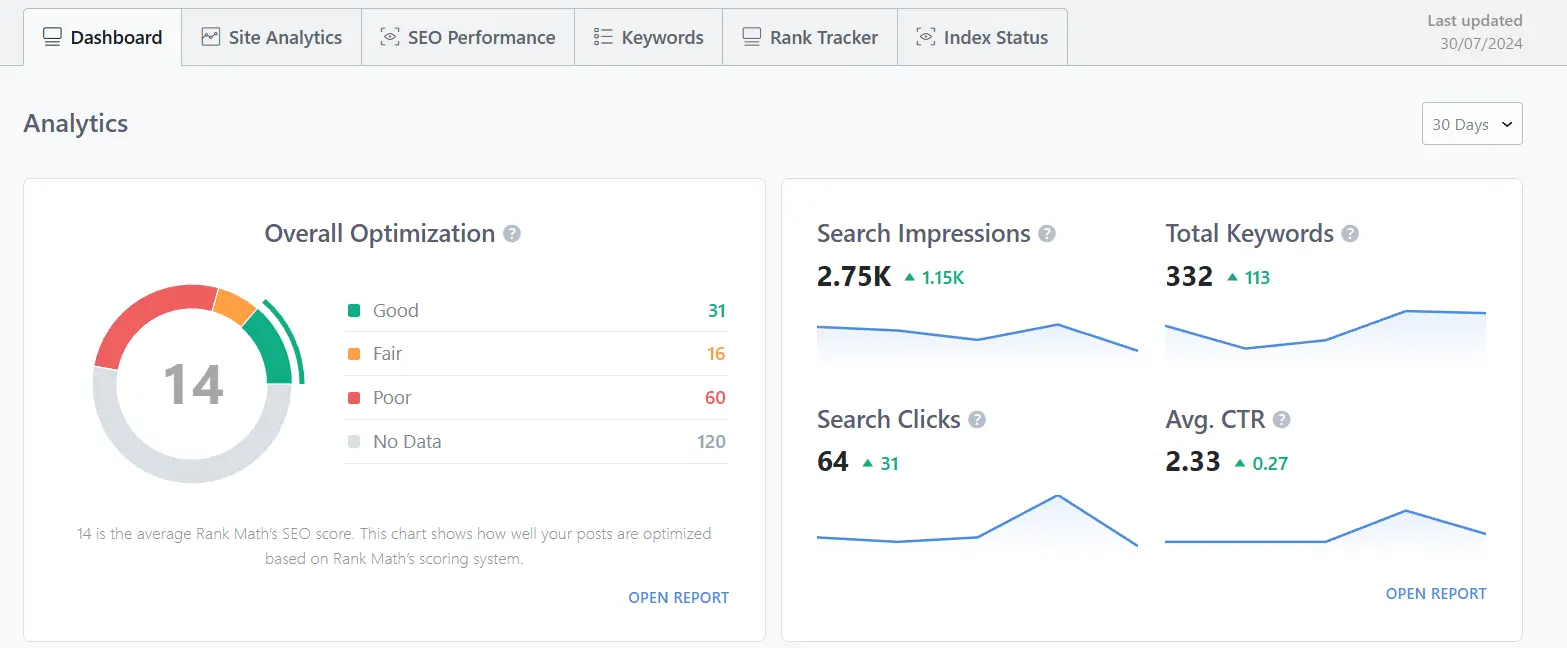 Dashboard
Site Analytics
SEO Performance
Keywords
Rank Tracker
Index Status
Last updated
30/07/2024
Analytics
30 Days
Overall Optimization ?
14
Good 31
Fair 16
Poor 60
No Data 120
14 is the average Rank Math's SEO score. This chart shows how well your posts are optimized
based on Rank Math's scoring system.
OPEN REPORT
Search Impressions ?
2.75K ▲ 1.15K
Total Keywords ?
332 ▲ 113
Search Clicks ?
64 ▲ 31
Avg. CTR ?
2.33 ▲ 0.27
OPEN REPORT